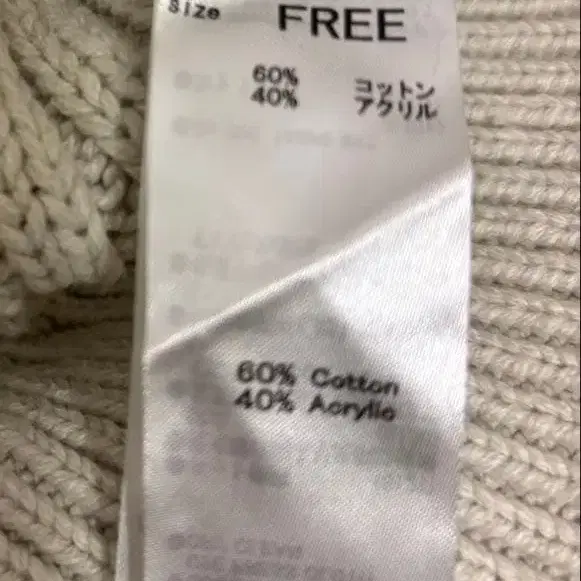 Size FREE
60% コットン
40% アクリル
60% Cotton
40% Acrylic